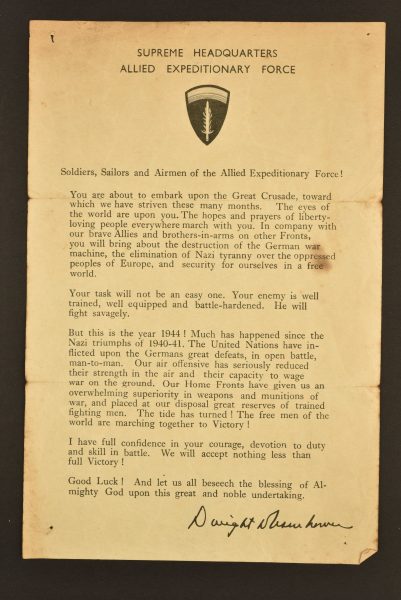 SUPREME HEADQUARTERS
ALLIED EXPEDITIONARY FORCE
Soldiers, Sailors and Airmen of the Allied Expeditionary Force!
You are about to embark upon the Great Crusade, toward
which we have striven these many months. The eyes of
the world are upon you. The hopes and prayers of liberty-
loving people everywhere march with you. In company with
our brave Allies and brothers-in-arms on other Fronts,
you will bring about the destruction of the German war
machine, the elimination of Nazi tyranny over the oppressed
peoples of Europe, and security for ourselves in a free
world.
Your task will not be an easy one. Your enemy is well
trained, well equipped and battle-hardened. He will
fight savagely.
But this is the year 1944! Much has happened since the
Nazi triumphs of 1940-41. The United Nations have in-
flicted upon the Germans great defeats, in open battle,
man-to-man. Our air offensive has seriously reduced
their strength in the air and their capacity to wage
war on the ground. Our Home Fronts have given us an
overwhelming superiority in weapons and munitions of
war, and placed at our disposal great reserves of trained
fighting men. The tide has turned! The free men of the
world are marching together to Victory!
I have full confidence in your courage, devotion to duty
and skill in battle. We will accept nothing less than
full Victory!
Good Luck! And let us all beseech the blessing of Al-
mighty God upon this great and noble undertaking.
Dwight D Eisenhower